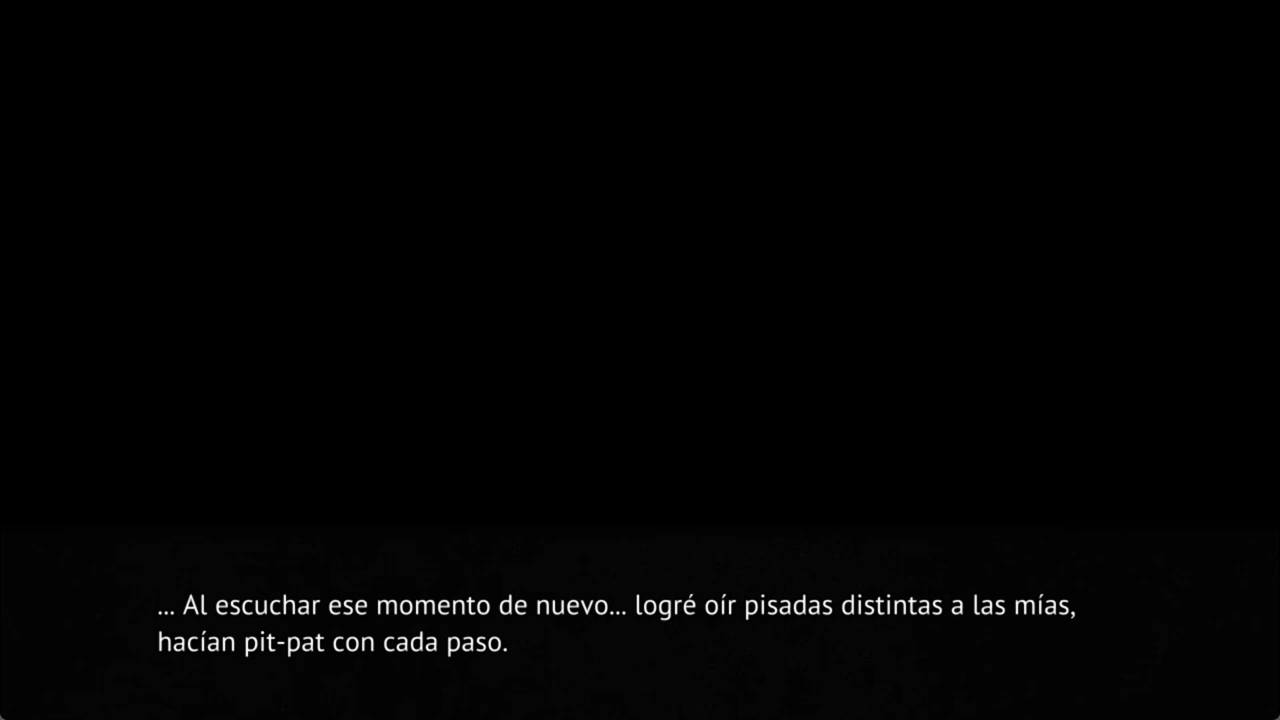 ... Al escuchar ese momento de nuevo... logré oír pisadas distintas a las mías,
hacían pit-pat con cada paso.